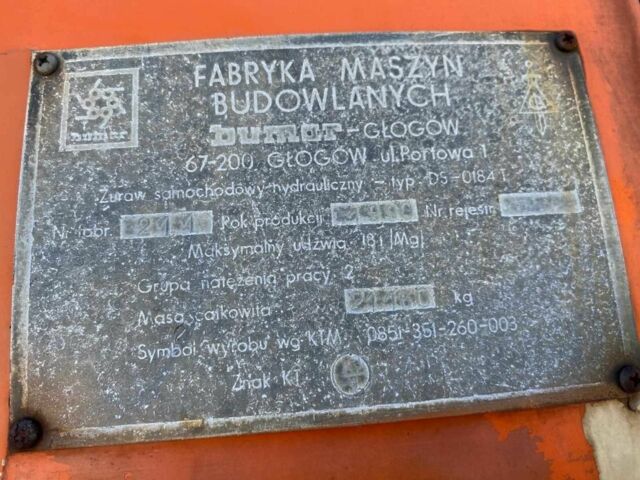 bumar
FABRYKA MASZYN
BUDOWLANYCH
bumar-GŁOGÓW
67-200 GŁOGÓW ul. Portowa 1
Żuraw samochodowy-hydrauliczny - typ-DS-0184T
Nr fabr. Rok produkcji Nr rejestr.
Maksymalny udźwig 18 t [Mg]
Grupa natężenia pracy 2
Masa całkowita kg
Symbol wyrobu wg KTM 0851-351-260-003
Znak KT